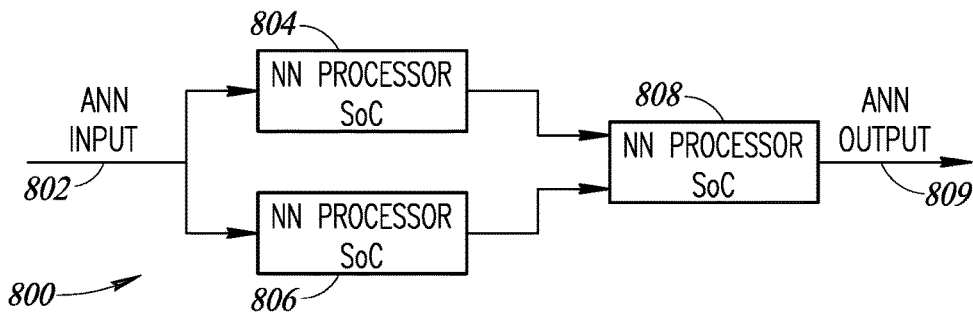 804
NN PROCESSOR
SoC
808
ANN
INPUT
802
NN PROCESSOR
SoC
ANN
OUTPUT
809
NN PROCESSOR
SoC
806
800